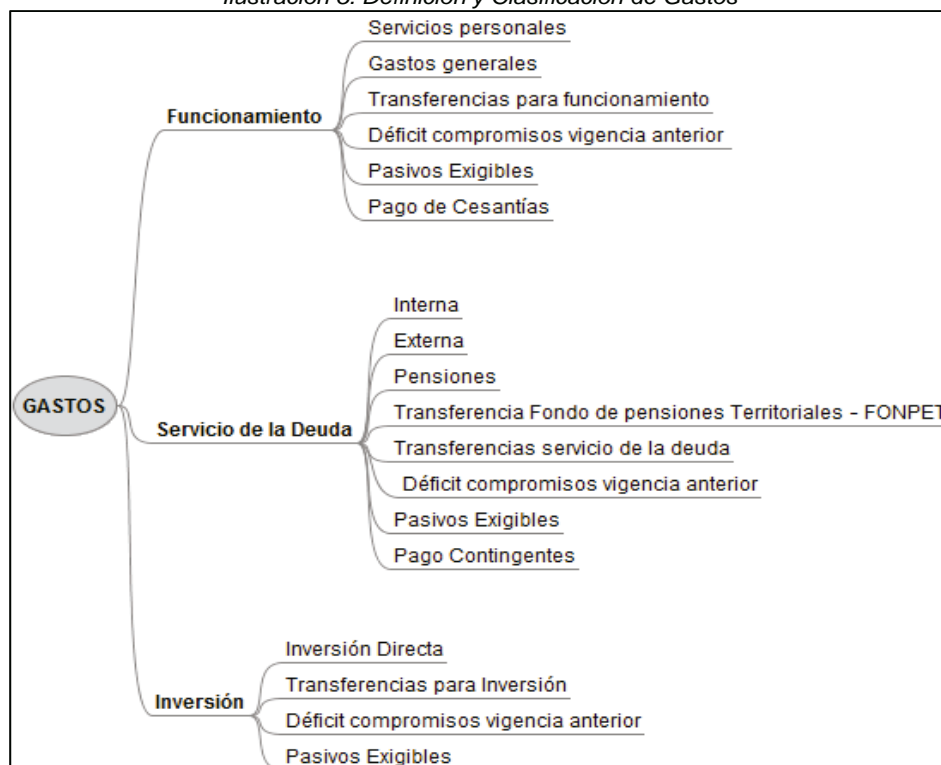 Ilustración 3. Definición y Clasificación de Gastos
Servicios personales
Gastos generales
Transferencias para funcionamiento
Funcionamiento
Déficit compromisos vigencia anterior
Pasivos Exigibles
Pago de Cesantías
Interna
Externa
Pensiones
GASTOS
Transferencia Fondo de pensiones Territoriales - FONPET
Servicio de la Deuda
Transferencias servicio de la deuda
Déficit compromisos vigencia anterior
Pasivos Exigibles
Pago Contingentes
Inversión Directa
Transferencias para Inversión
Inversión
Déficit compromisos vigencia anterior
Pasivos Exigibles